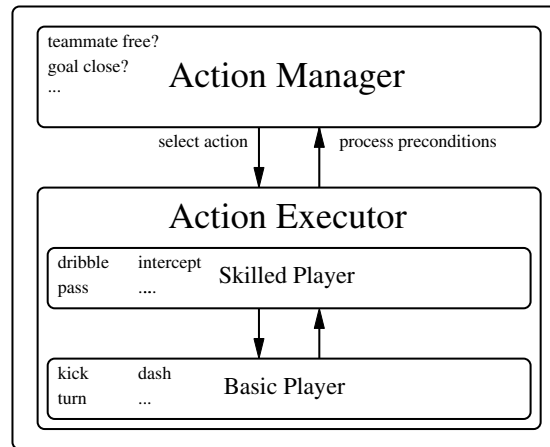 teammate free?
goal close?
...
Action Manager
select action
process preconditions
Action Executor
dribble intercept
pass ....
Skilled Player
kick dash
turn ...
Basic Player